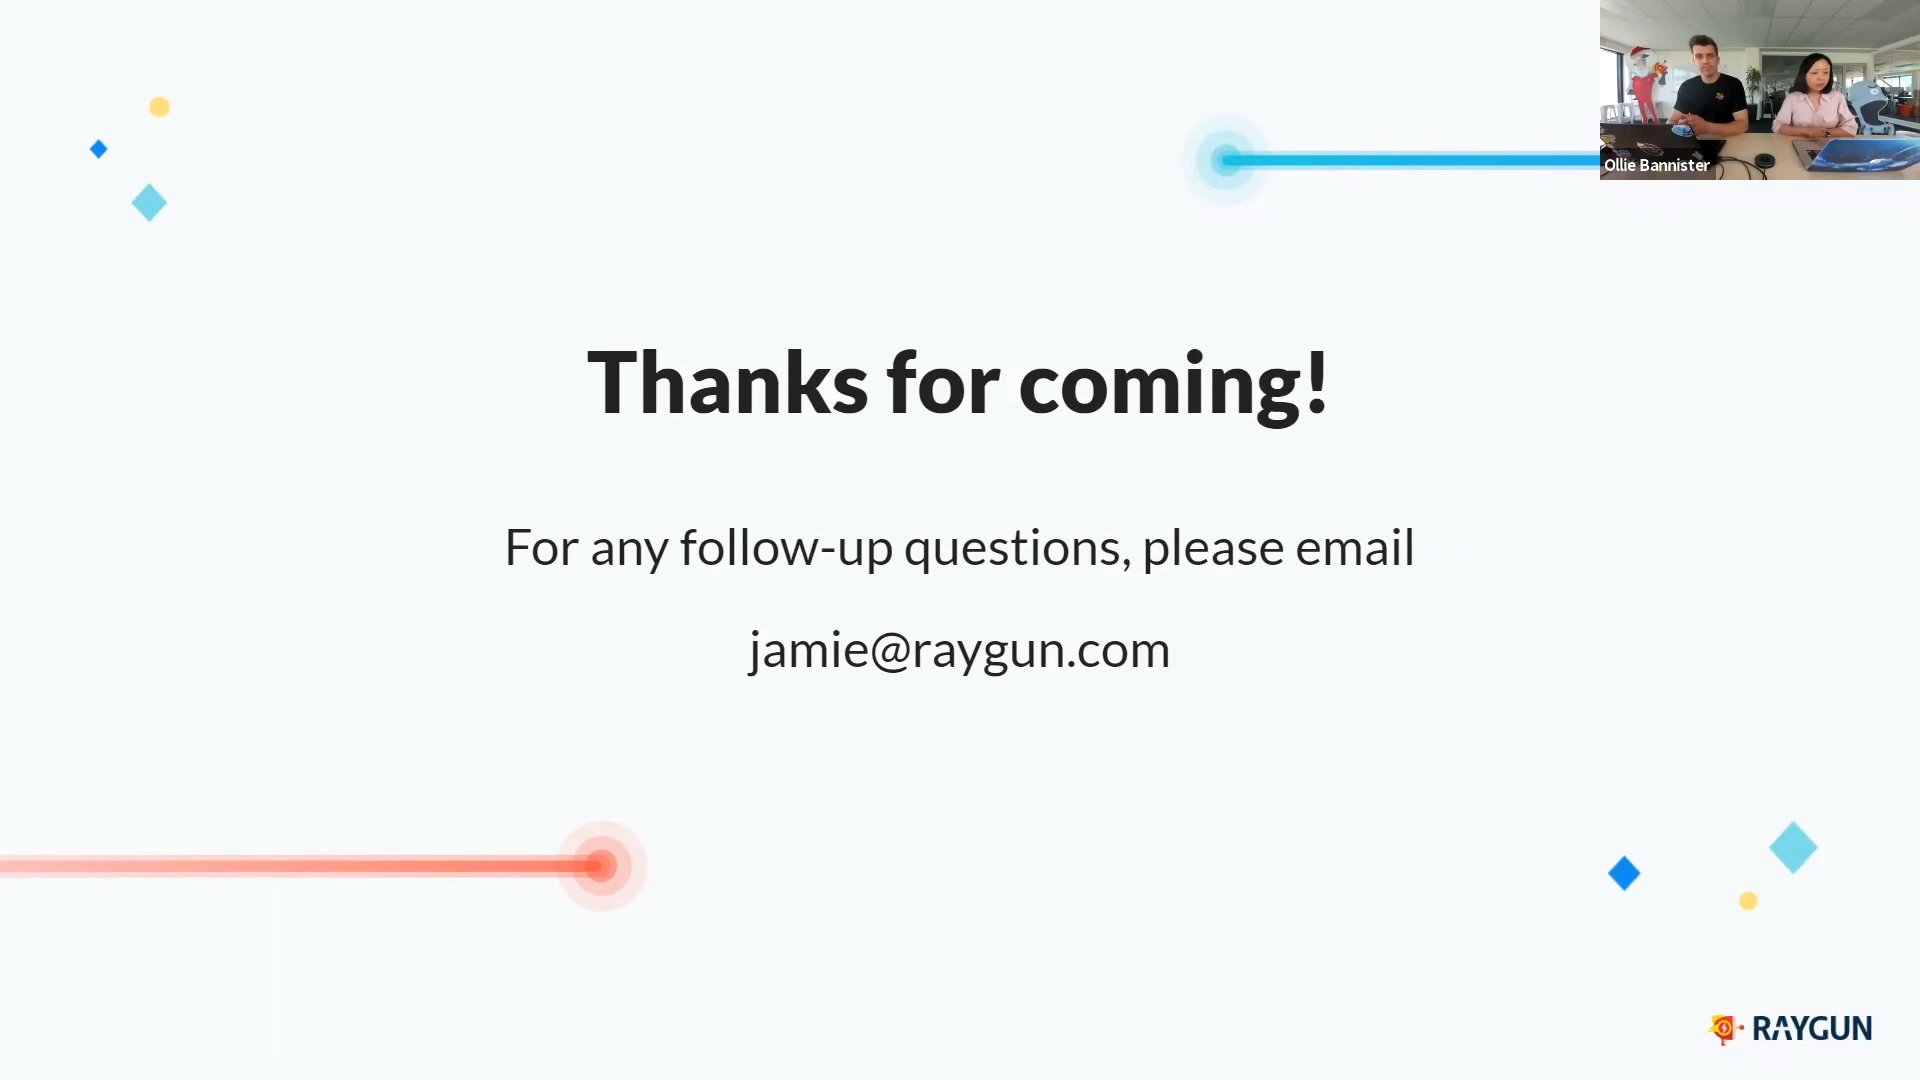 Ollie Bannister
Thanks for coming!
For any follow-up questions, please email
jamie@raygun.com
RAYGUN